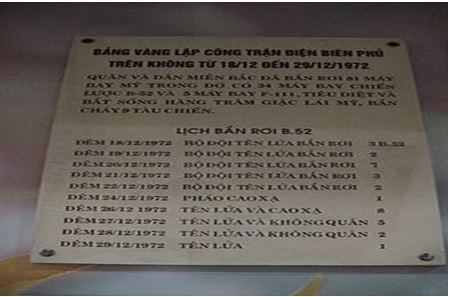 BẢNG VÀNG LẬP CÔNG TRẬN ĐIỆN BIÊN PHỦ
TRÊN KHÔNG TỪ 18/12 ĐẾN 29/12/1972
QUÂN VÀ DÂN MIỀN BẮC ĐÃ BẮN RƠI 81 MÁY
BAY MỸ TRONG ĐÓ CÓ 34 MÁY BAY CHIẾN
LƯỢC B-52 VÀ 5 MÁY BAY F-111, TIÊU DIỆT VÀ
BẮT SỐNG HÀNG TRĂM GIẶC LÁI MỸ, BẮN
CHÁY 9 TÀU CHIẾN.
LỊCH BẮN RƠI B.52
ĐÊM 18/12/1972 BỘ ĐỘI TÊN LỬA BẮN RƠI 3 B.52
ĐÊM 19/12/1972 BỘ ĐỘI TÊN LỬA BẮN RƠI 2
ĐÊM 20/12/1972 BỘ ĐỘI TÊN LỬA BẮN RƠI 7
ĐÊM 21/12/1972 BỘ ĐỘI TÊN LỬA BẮN RƠI 3
ĐÊM 22/12/1972 BỘ ĐỘI TÊN LỬA BẮN RƠI 2
ĐÊM 24/12/1972 PHÁO CAO XẠ 1
ĐÊM 26/12 1972 TÊN LỬA VÀ CAO XẠ 8
ĐÊM 27/12/1972 TÊN LỬA VÀ KHÔNG QUÂN 5
ĐÊM 28/12/1972 TÊN LỬA VÀ KHÔNG QUÂN 2
ĐÊM 29/12/1972 TÊN LỬA 1